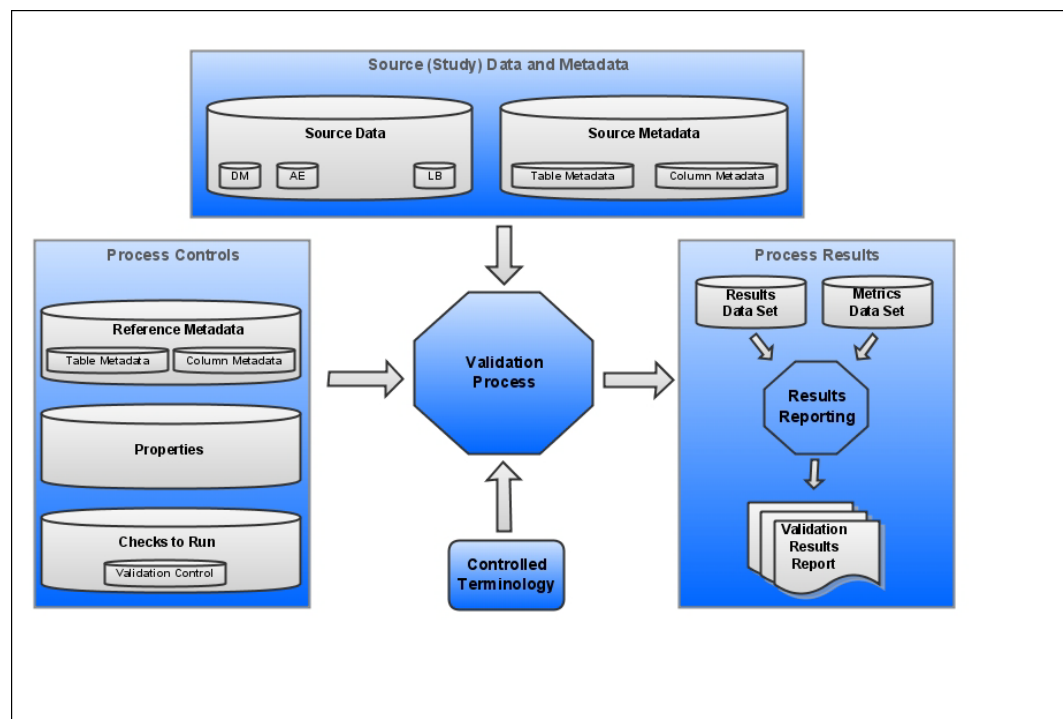 Source (Study) Data and Metadata
Source Data
DM
AE
LB
Source Metadata
Table Metadata
Column Metadata
Process Controls
Reference Metadata
Table Metadata
Column Metadata
Properties
Checks to Run
Validation Control
Validation
Process
Controlled
Terminology
Process Results
Results
Data Set
Metrics
Data Set
Results
Reporting
Validation
Results
Report